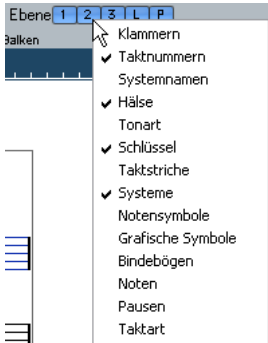 Ebene 1 2 3 L P
Balken
Klammern
Taktnummern
Systemnamen
Hälse
Tonart
Schlüssel
Taktstriche
Systeme
Notensymbole
Grafische Symbole
Bindebögen
Noten
Pausen
Taktart